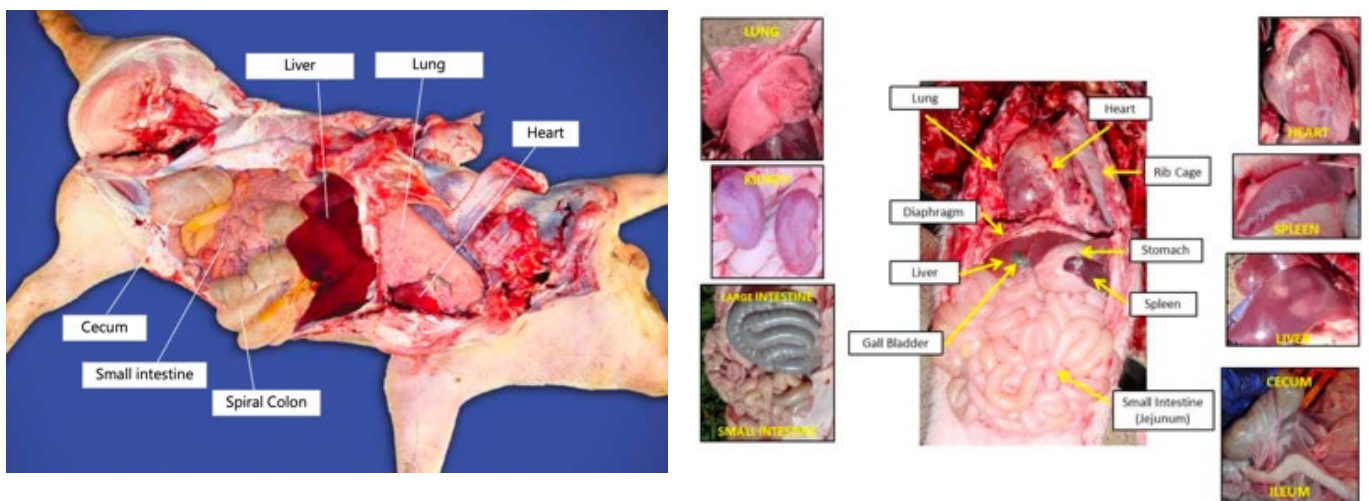 Liver
Lung
Heart
Cecum
Small intestine
Spiral Colon
LUNG
KIDNEY
LARGE INTESTINE
SMALL INTESTINE
Lung
Heart
Rib Cage
Diaphragm
Stomach
Liver
Spleen
Gall Bladder
Small Intestine
(Jejunum)
HEART
SPLEEN
LIVER
CECUM
ILEUM